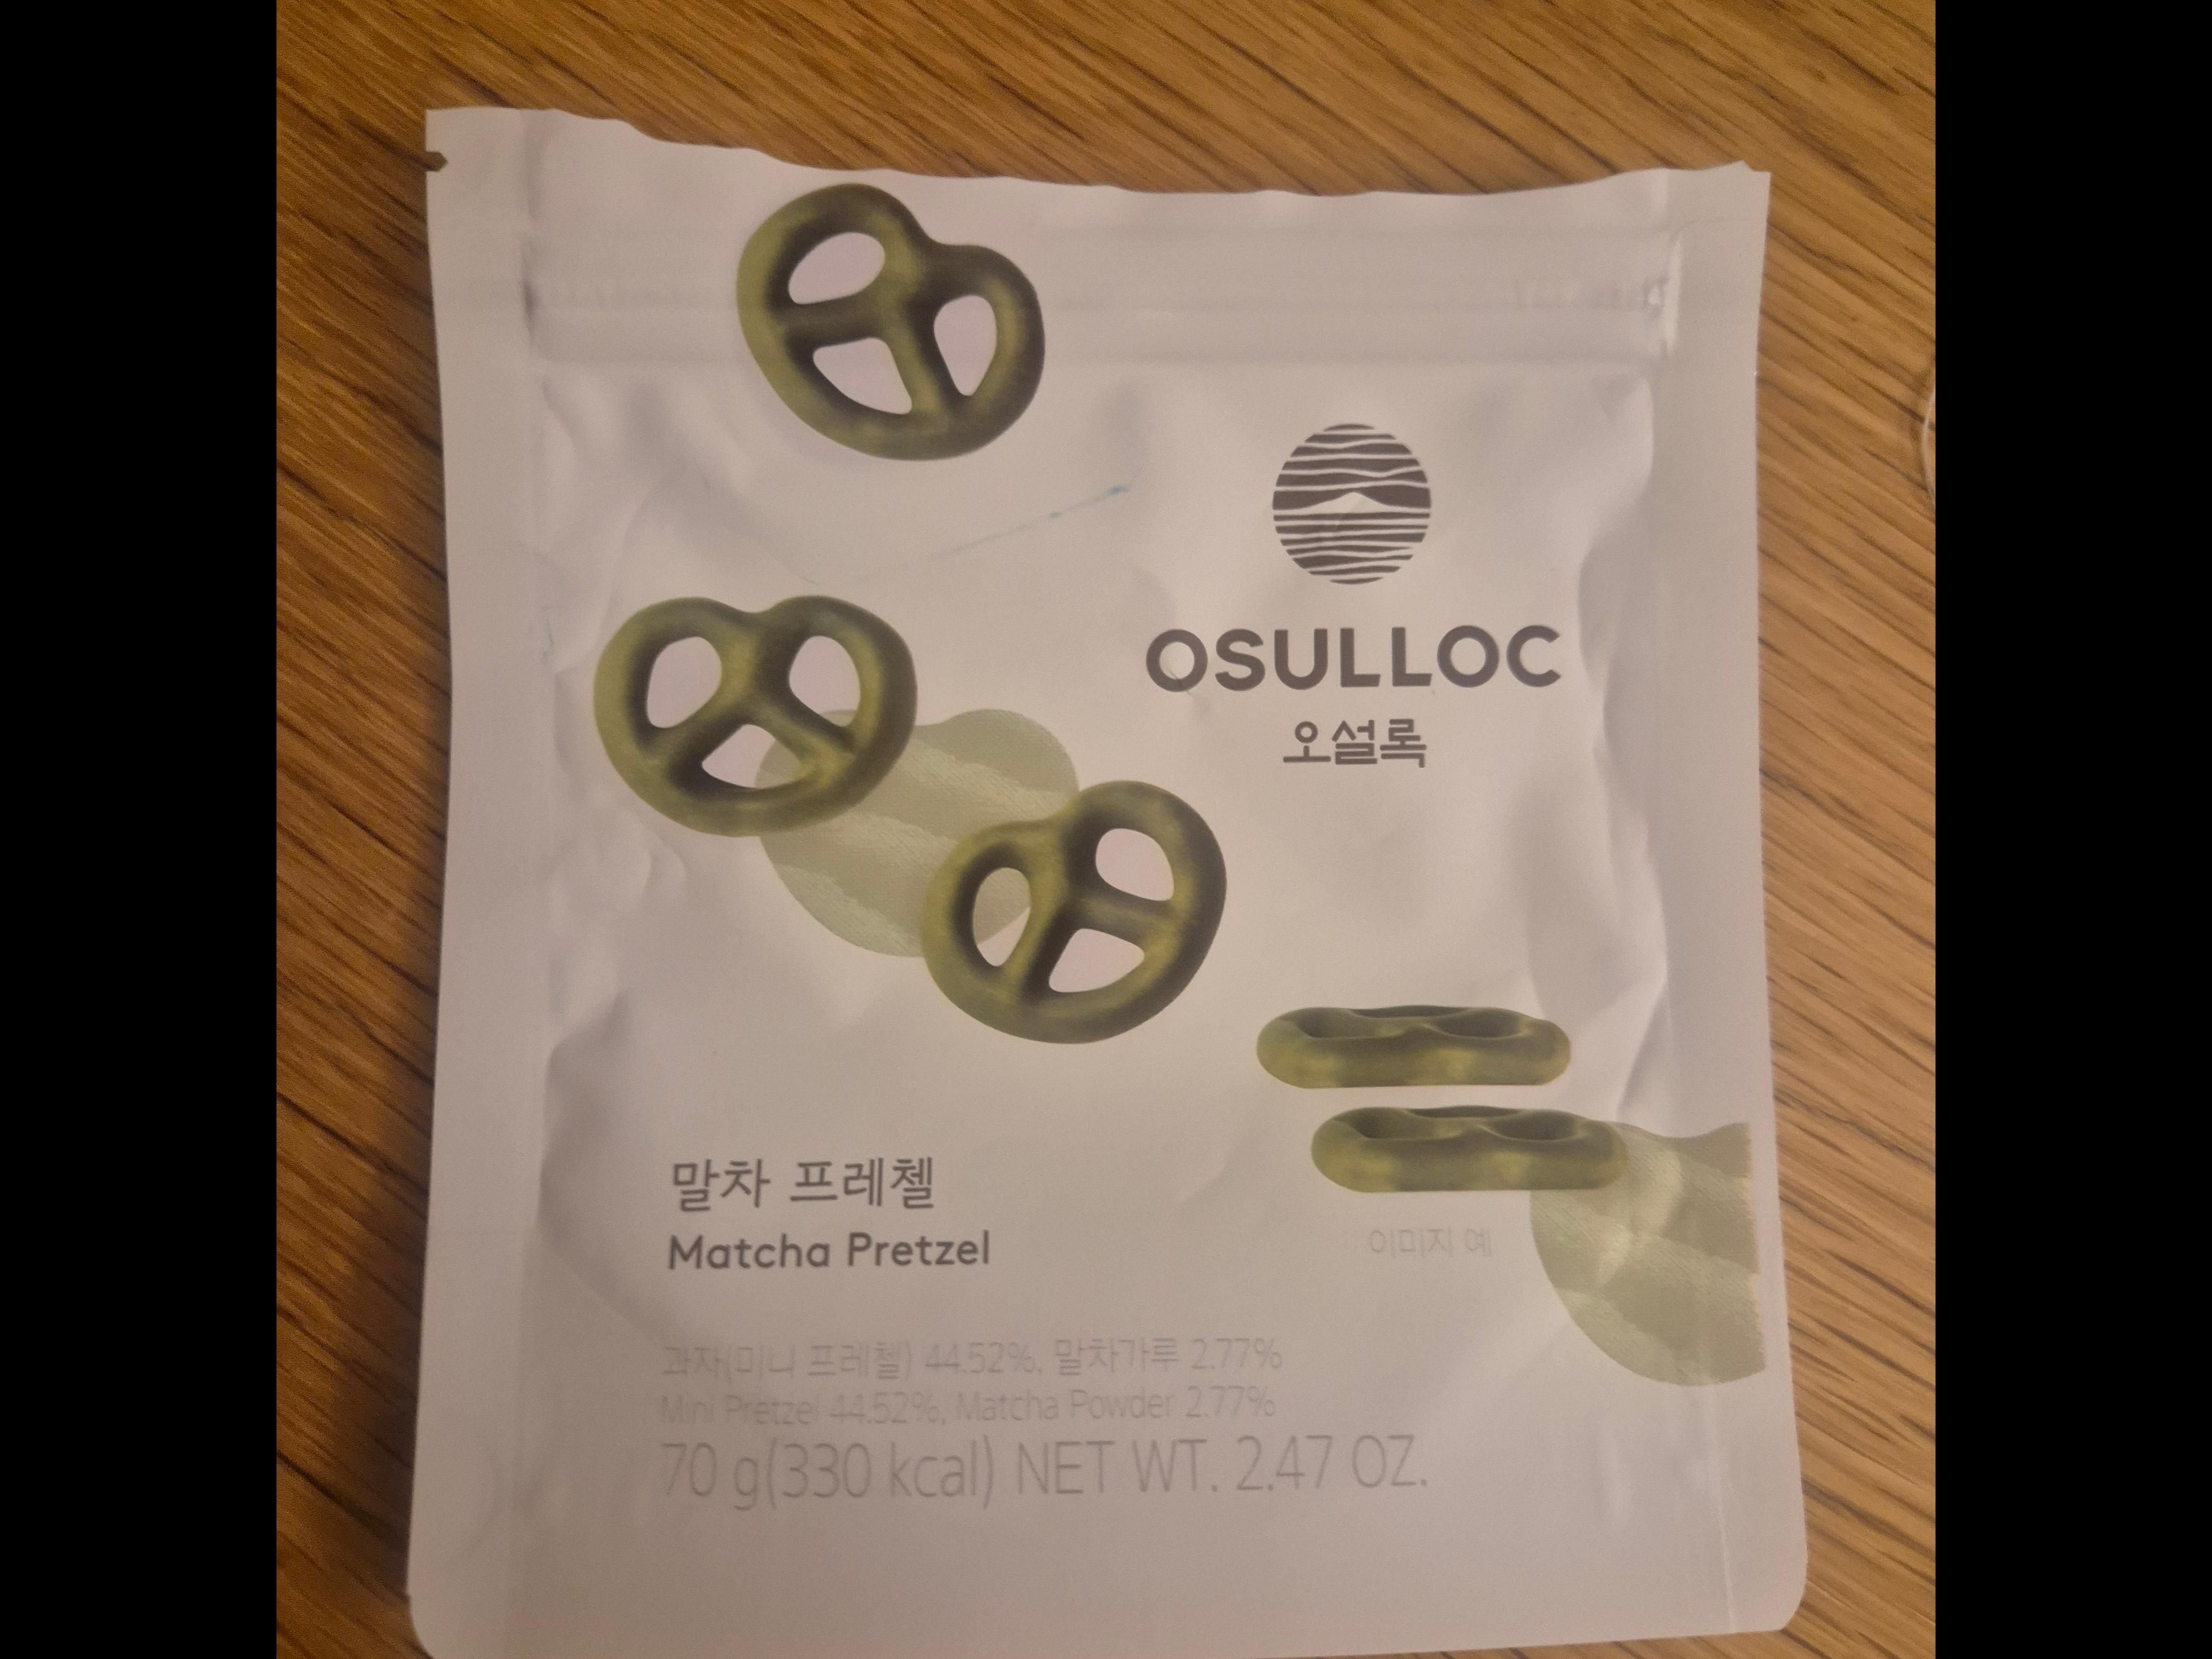 OSULLOC
오설록
말차 프레첼
Matcha Pretzel
이미지 예
과자(미니 프레첼) 44.52%, 말차가루 2.77%
Mini Pretzel 44.52%, Matcha Powder 2.77%
70 g(330 kcal) NET WT. 2.47 OZ.